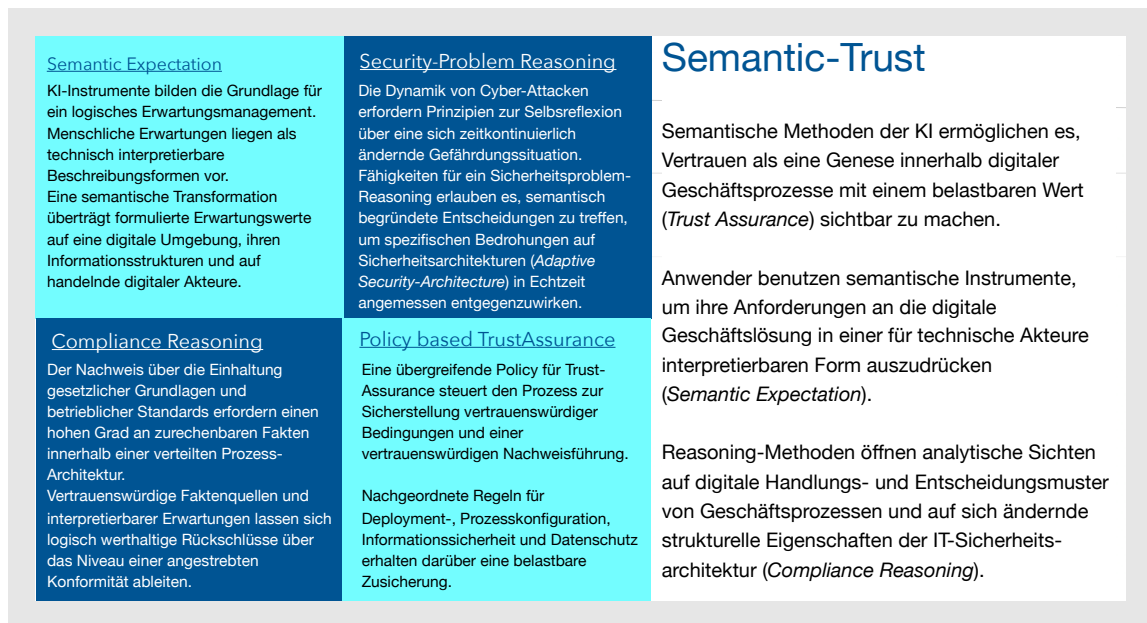 Semantic Expectation
KI-Instrumente bilden die Grundlage für
ein logisches Erwartungsmanagement.
Menschliche Erwartungen liegen als
technisch interpretierbare
Beschreibungsformen vor.
Eine semantische Transformation
überträgt formulierte Erwartungswerte
auf eine digitale Umgebung, ihren
Informationsstrukturen und auf
handelnde digitaler Akteure.
Security-Problem Reasoning
Die Dynamik von Cyber-Attacken
erfordern Prinzipien zur Selbsreflexion
über eine sich zeitkontinuierlich
ändernde Gefährdungssituation.
Fähigkeiten für ein Sicherheitsproblem-
Reasoning erlauben es, semantisch
begründete Entscheidungen zu treffen,
um spezifischen Bedrohungen auf
Sicherheitsarchitekturen (Adaptive
Security-Architecture) in Echtzeit
angemessen entgegenzuwirken.
Compliance Reasoning
Der Nachweis über die Einhaltung
gesetzlicher Grundlagen und
betrieblicher Standards erfordern einen
hohen Grad an zurechenbaren Fakten
innerhalb einer verteilten Prozess-
Architektur.
Vertrauenswürdige Faktenquellen und
interpretierbarer Erwartungen lassen sich
logisch werthaltige Rückschlüsse über
das Niveau einer angestrebten
Konformität ableiten.
Policy based TrustAssurance
Eine übergreifende Policy für Trust-
Assurance steuert den Prozess zur
Sicherstellung vertrauenswürdiger
Bedingungen und einer
vertrauenswürdigen Nachweisführung.
Nachgeordnete Regeln für
Deployment-, Prozesskonfiguration,
Informationssicherheit und Datenschutz
erhalten darüber eine belastbare
Zusicherung.
Semantic-Trust
Semantische Methoden der KI ermöglichen es,
Vertrauen als eine Genese innerhalb digitaler
Geschäftsprozesse mit einem belastbaren Wert
(Trust Assurance) sichtbar zu machen.
Anwender benutzen semantische Instrumente,
um ihre Anforderungen an die digitale
Geschäftslösung in einer für technische Akteure
interpretierbaren Form auszudrücken
(Semantic Expectation).
Reasoning-Methoden öffnen analytische Sichten
auf digitale Handlungs- und Entscheidungsmuster
von Geschäftsprozessen und auf sich ändernde
strukturelle Eigenschaften der IT-Sicherheits-
architektur (Compliance Reasoning).